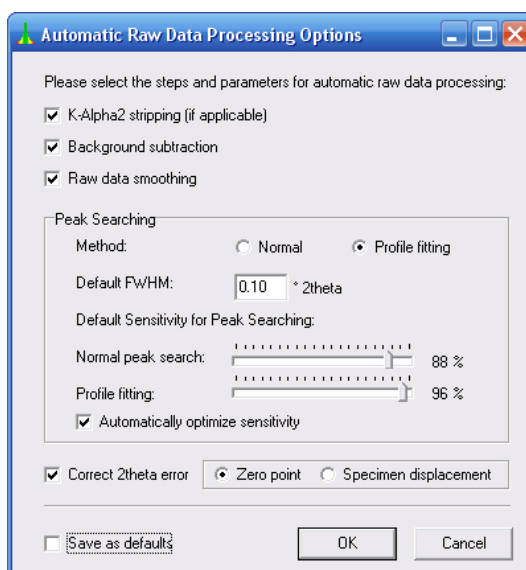 Automatic Raw Data Processing Options
Please select the steps and parameters for automatic raw data processing:
K-Alpha2 stripping (if applicable)
Background subtraction
Raw data smoothing
Peak Searching
Method: Normal Profile fitting
Default FWHM: 0.10 ° 2theta
Default Sensitivity for Peak Searching:
Normal peak search: 88 %
Profile fitting: 96 %
Automatically optimize sensitivity
Correct 2theta error Zero point Specimen displacement
Save as defaults OK Cancel